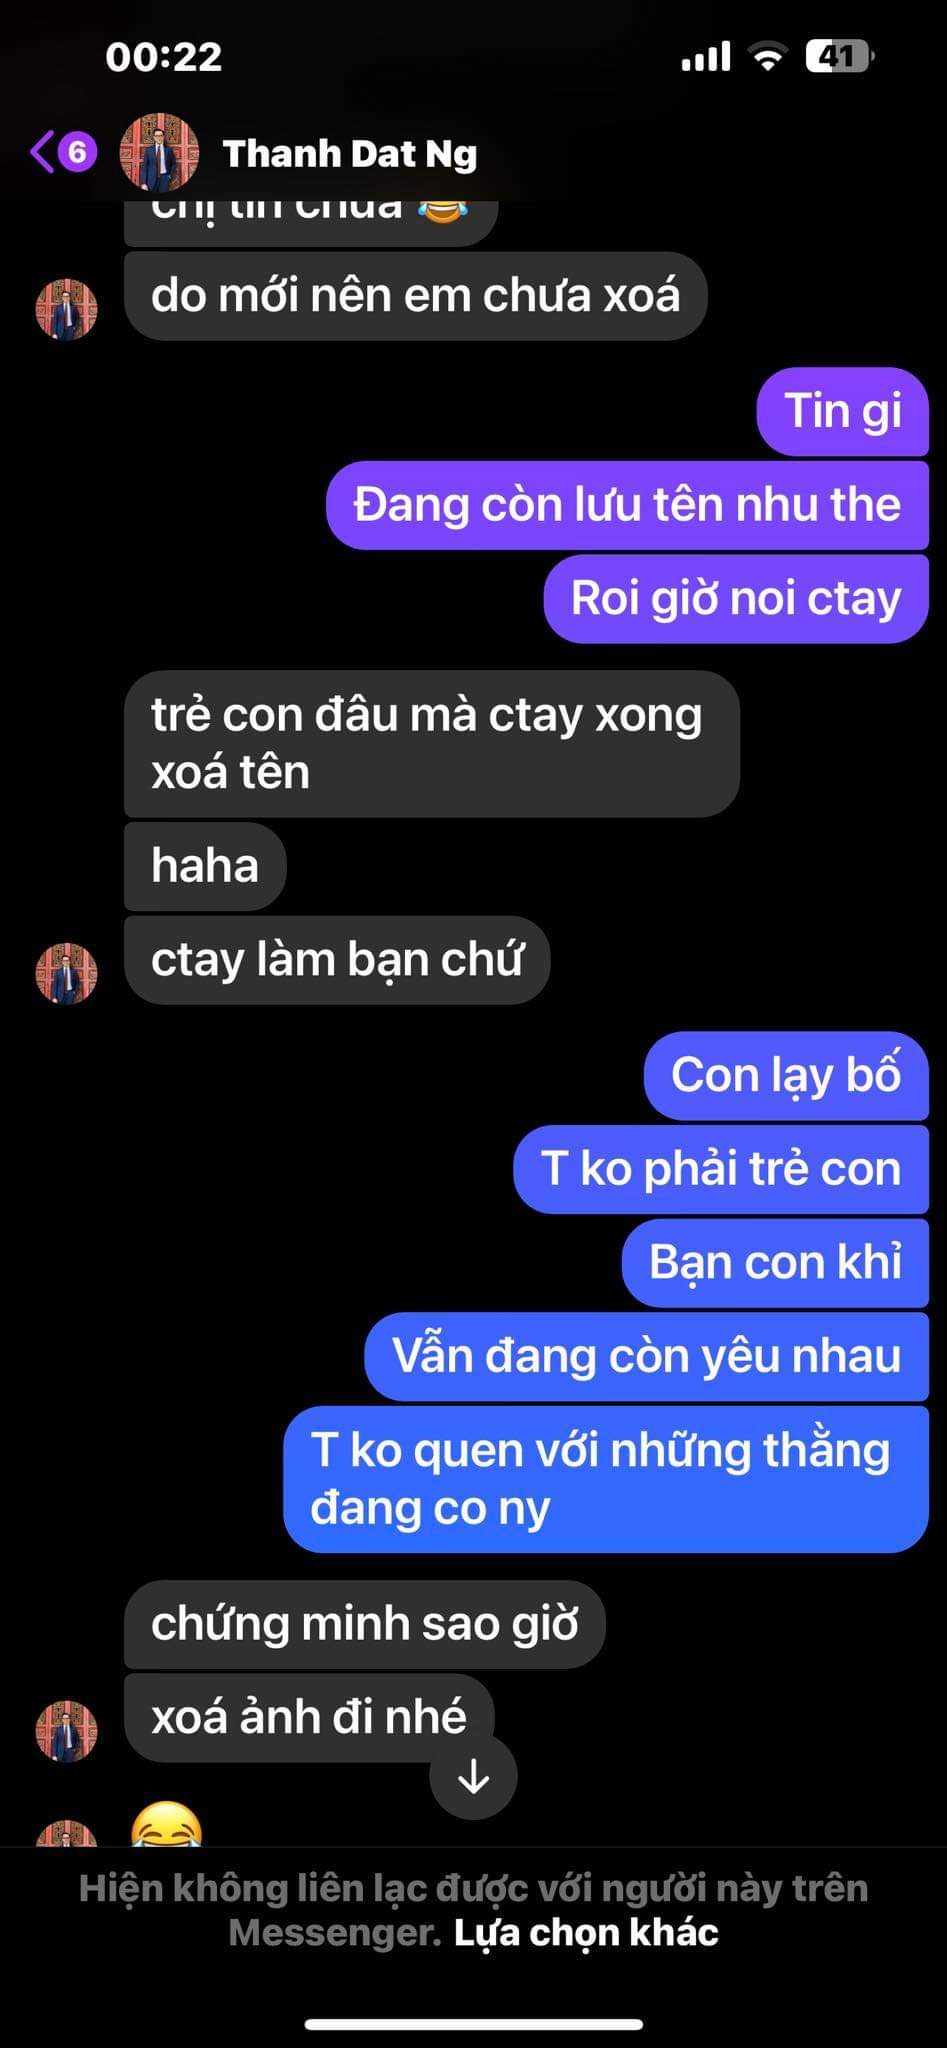 00:22
41
6
Thanh Dat Ng
chị tin chưa 😂
do mới nên em chưa xoá
Tin gi
Đang còn lưu tên nhu the
Roi giờ noi ctay
trẻ con đâu mà ctay xong
xoá tên
haha
ctay làm bạn chứ
Con lạy bố
T ko phải trẻ con
Bạn con khỉ
Vẫn đang còn yêu nhau
T ko quen với những thằng
đang co ny
chứng minh sao giờ
xoá ảnh đi nhé
😂
Hiện không liên lạc được với người này trên
Messenger. Lựa chọn khác